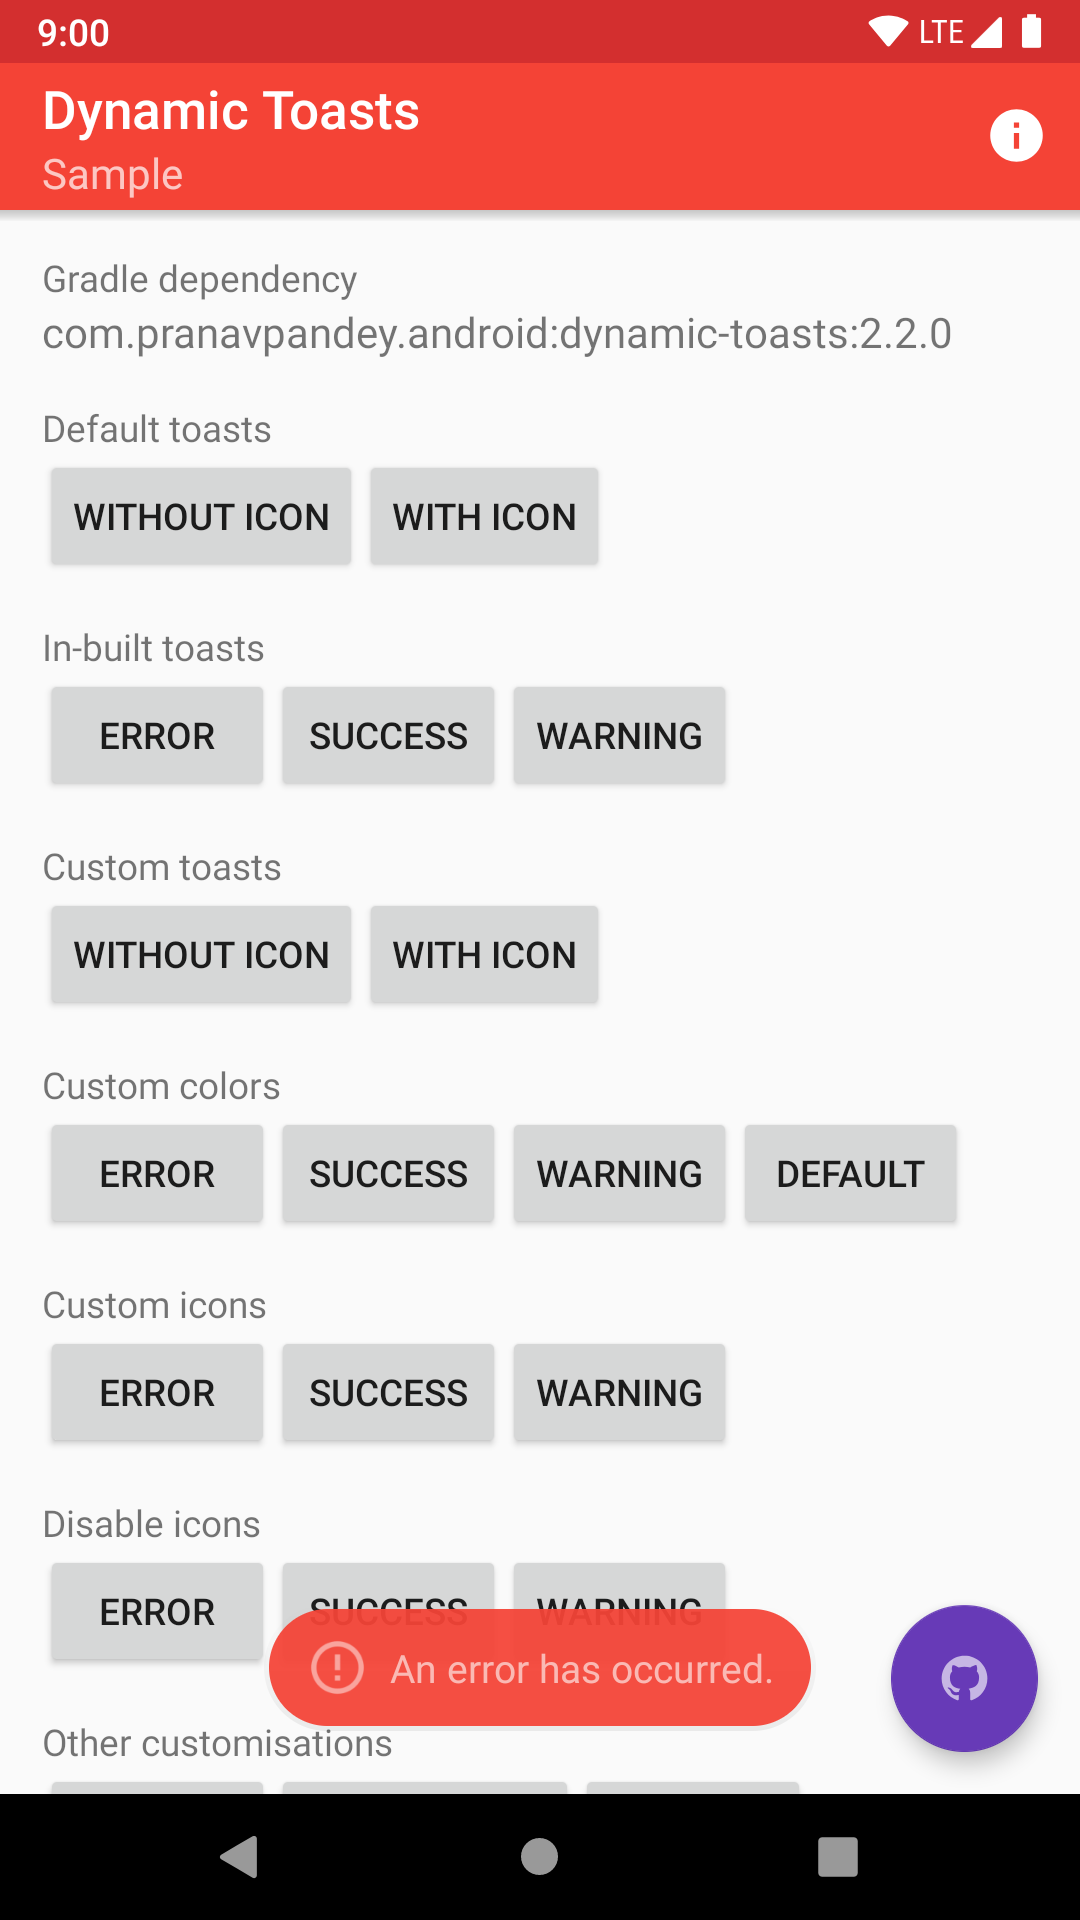 9:00 LTE
Dynamic Toasts
Sample
Gradle dependency
com.pranavpandey.android:dynamic-toasts:2.2.0
Default toasts
WITHOUT ICON WITH ICON
In-built toasts
ERROR SUCCESS WARNING
Custom toasts
WITHOUT ICON WITH ICON
Custom colors
ERROR SUCCESS WARNING DEFAULT
Custom icons
ERROR SUCCESS WARNING
Disable icons
ERROR SUCCESS WARNING
An error has occurred.
Other customisations